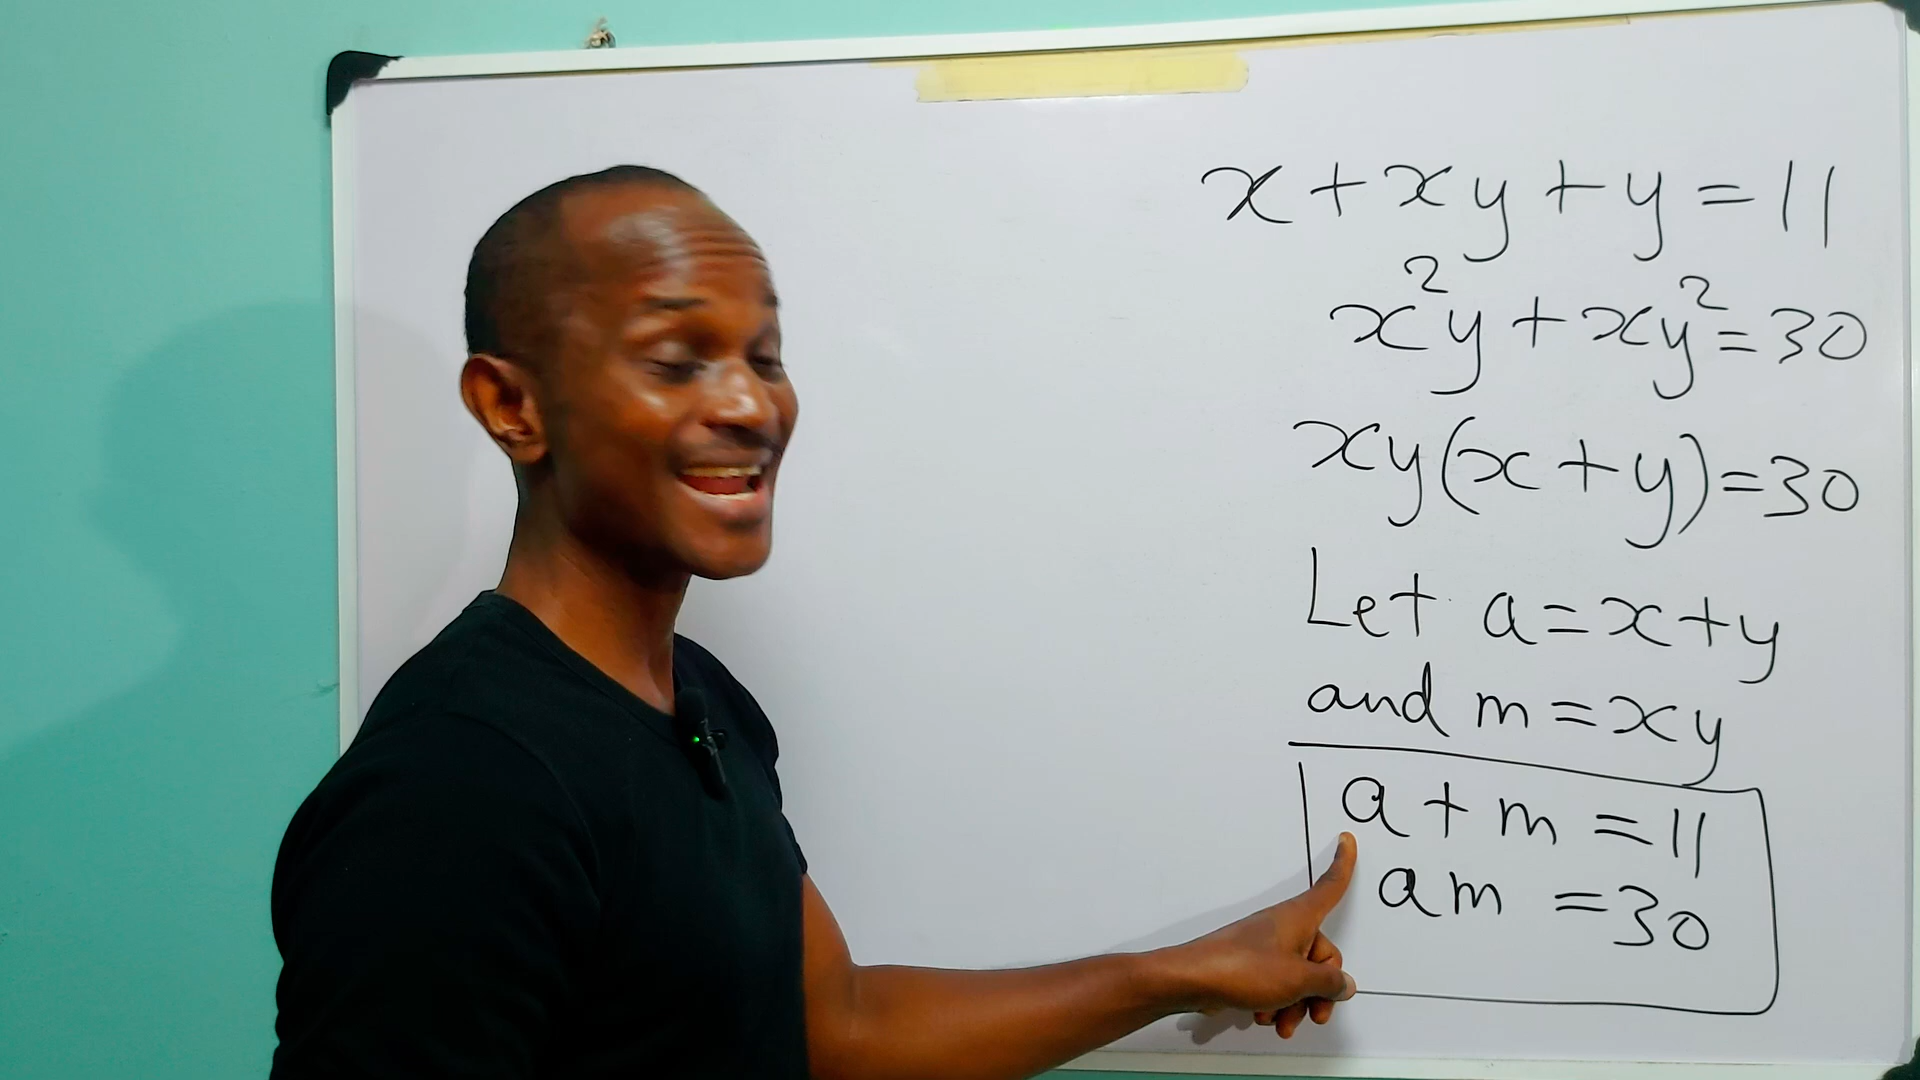 x + xy + y = 11
x²y + xy² = 30
xy(x + y) = 30
Let a = x + y
and m = xy
a + m = 11
am = 30